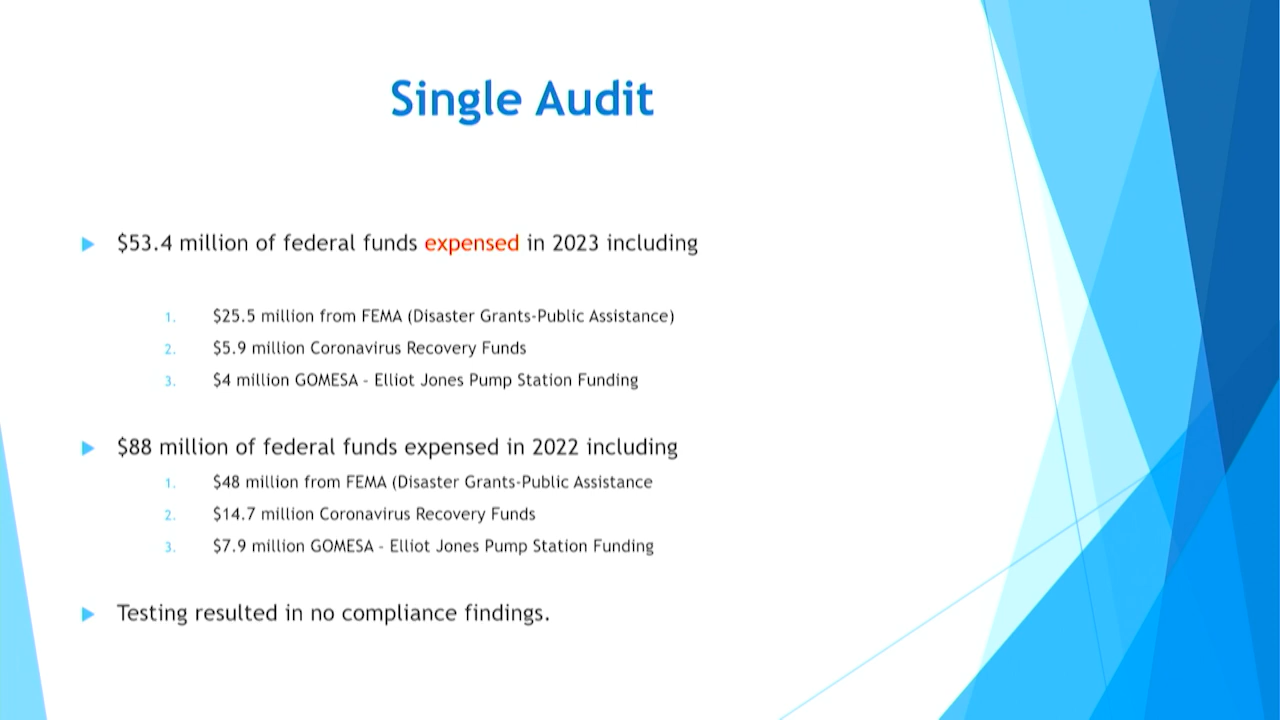 Single Audit
$53.4 million of federal funds expensed in 2023 including
1. $25.5 million from FEMA (Disaster Grants-Public Assistance)
2. $5.9 million Coronavirus Recovery Funds
3. $4 million GOMESA - Elliot Jones Pump Station Funding
$88 million of federal funds expensed in 2022 including
1. $48 million from FEMA (Disaster Grants-Public Assistance
2. $14.7 million Coronavirus Recovery Funds
3. $7.9 million GOMESA - Elliot Jones Pump Station Funding
Testing resulted in no compliance findings.